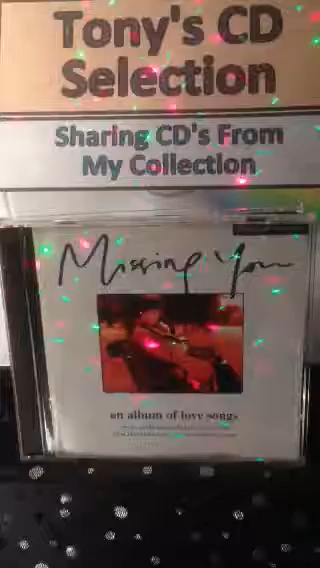 Tony's CD
Selection
Sharing CD's From
My Collection
Missing You
an album of love songs